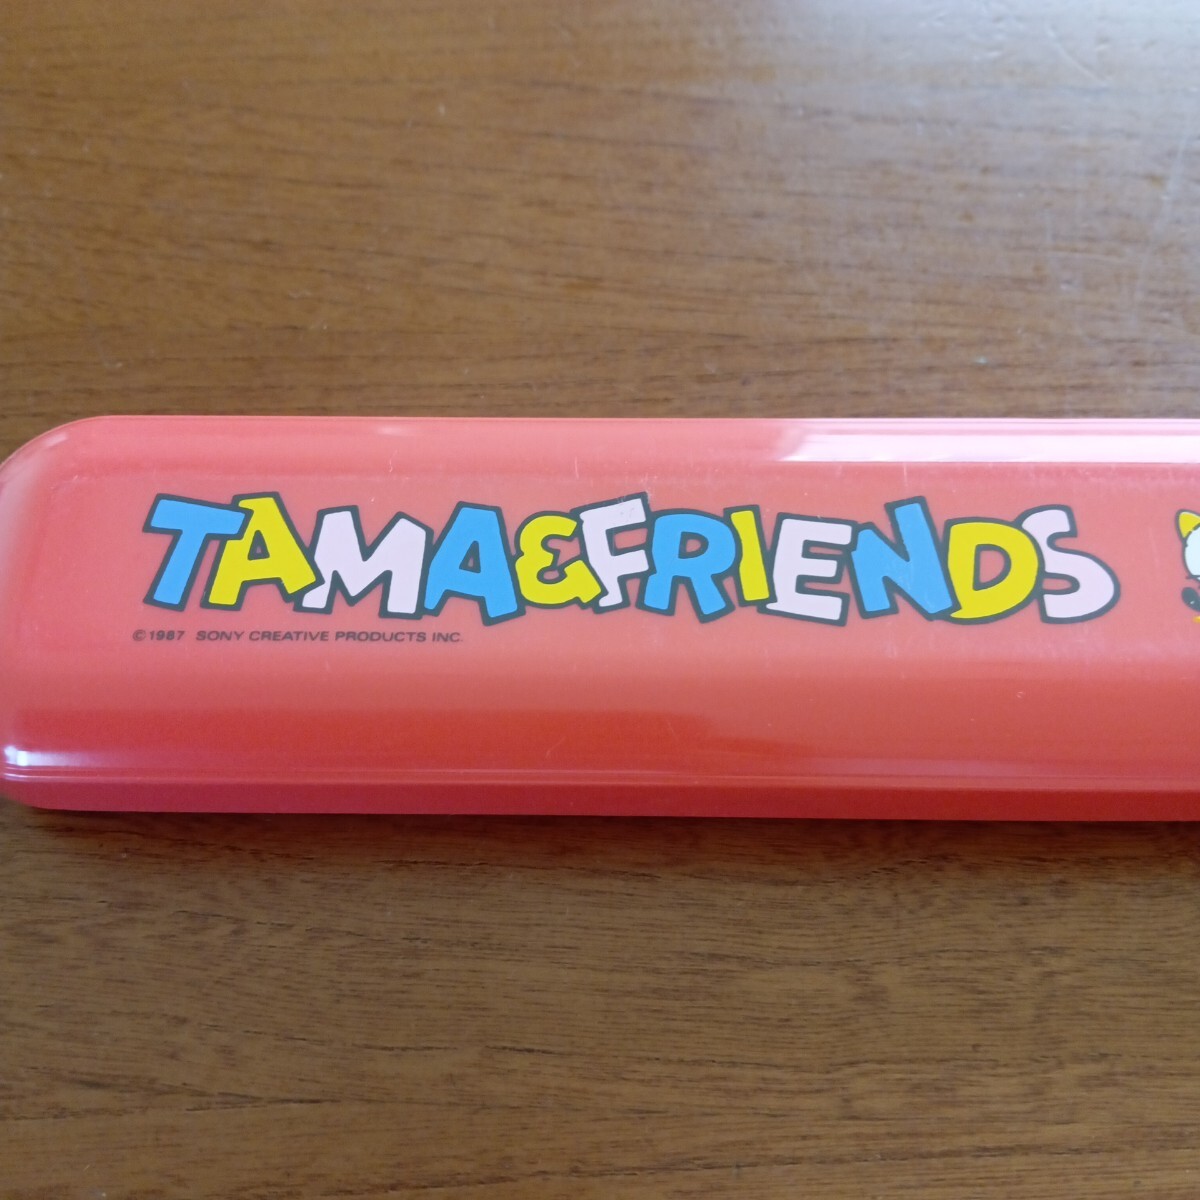 TAMA&FRIENDS
©1987 SONY CREATIVE PRODUCTS INC.